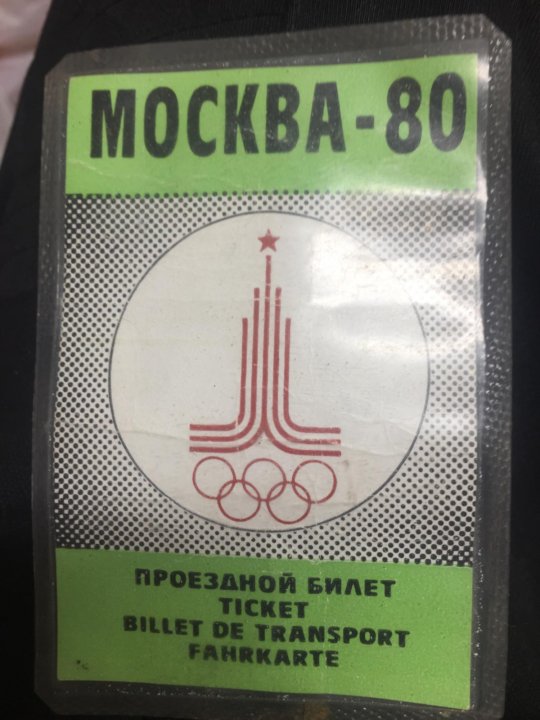 МОСКВА-80
ПРОЕЗДНОЙ БИЛЕТ
TICKET
BILLET DE TRANSPORT
FAHRKARTE